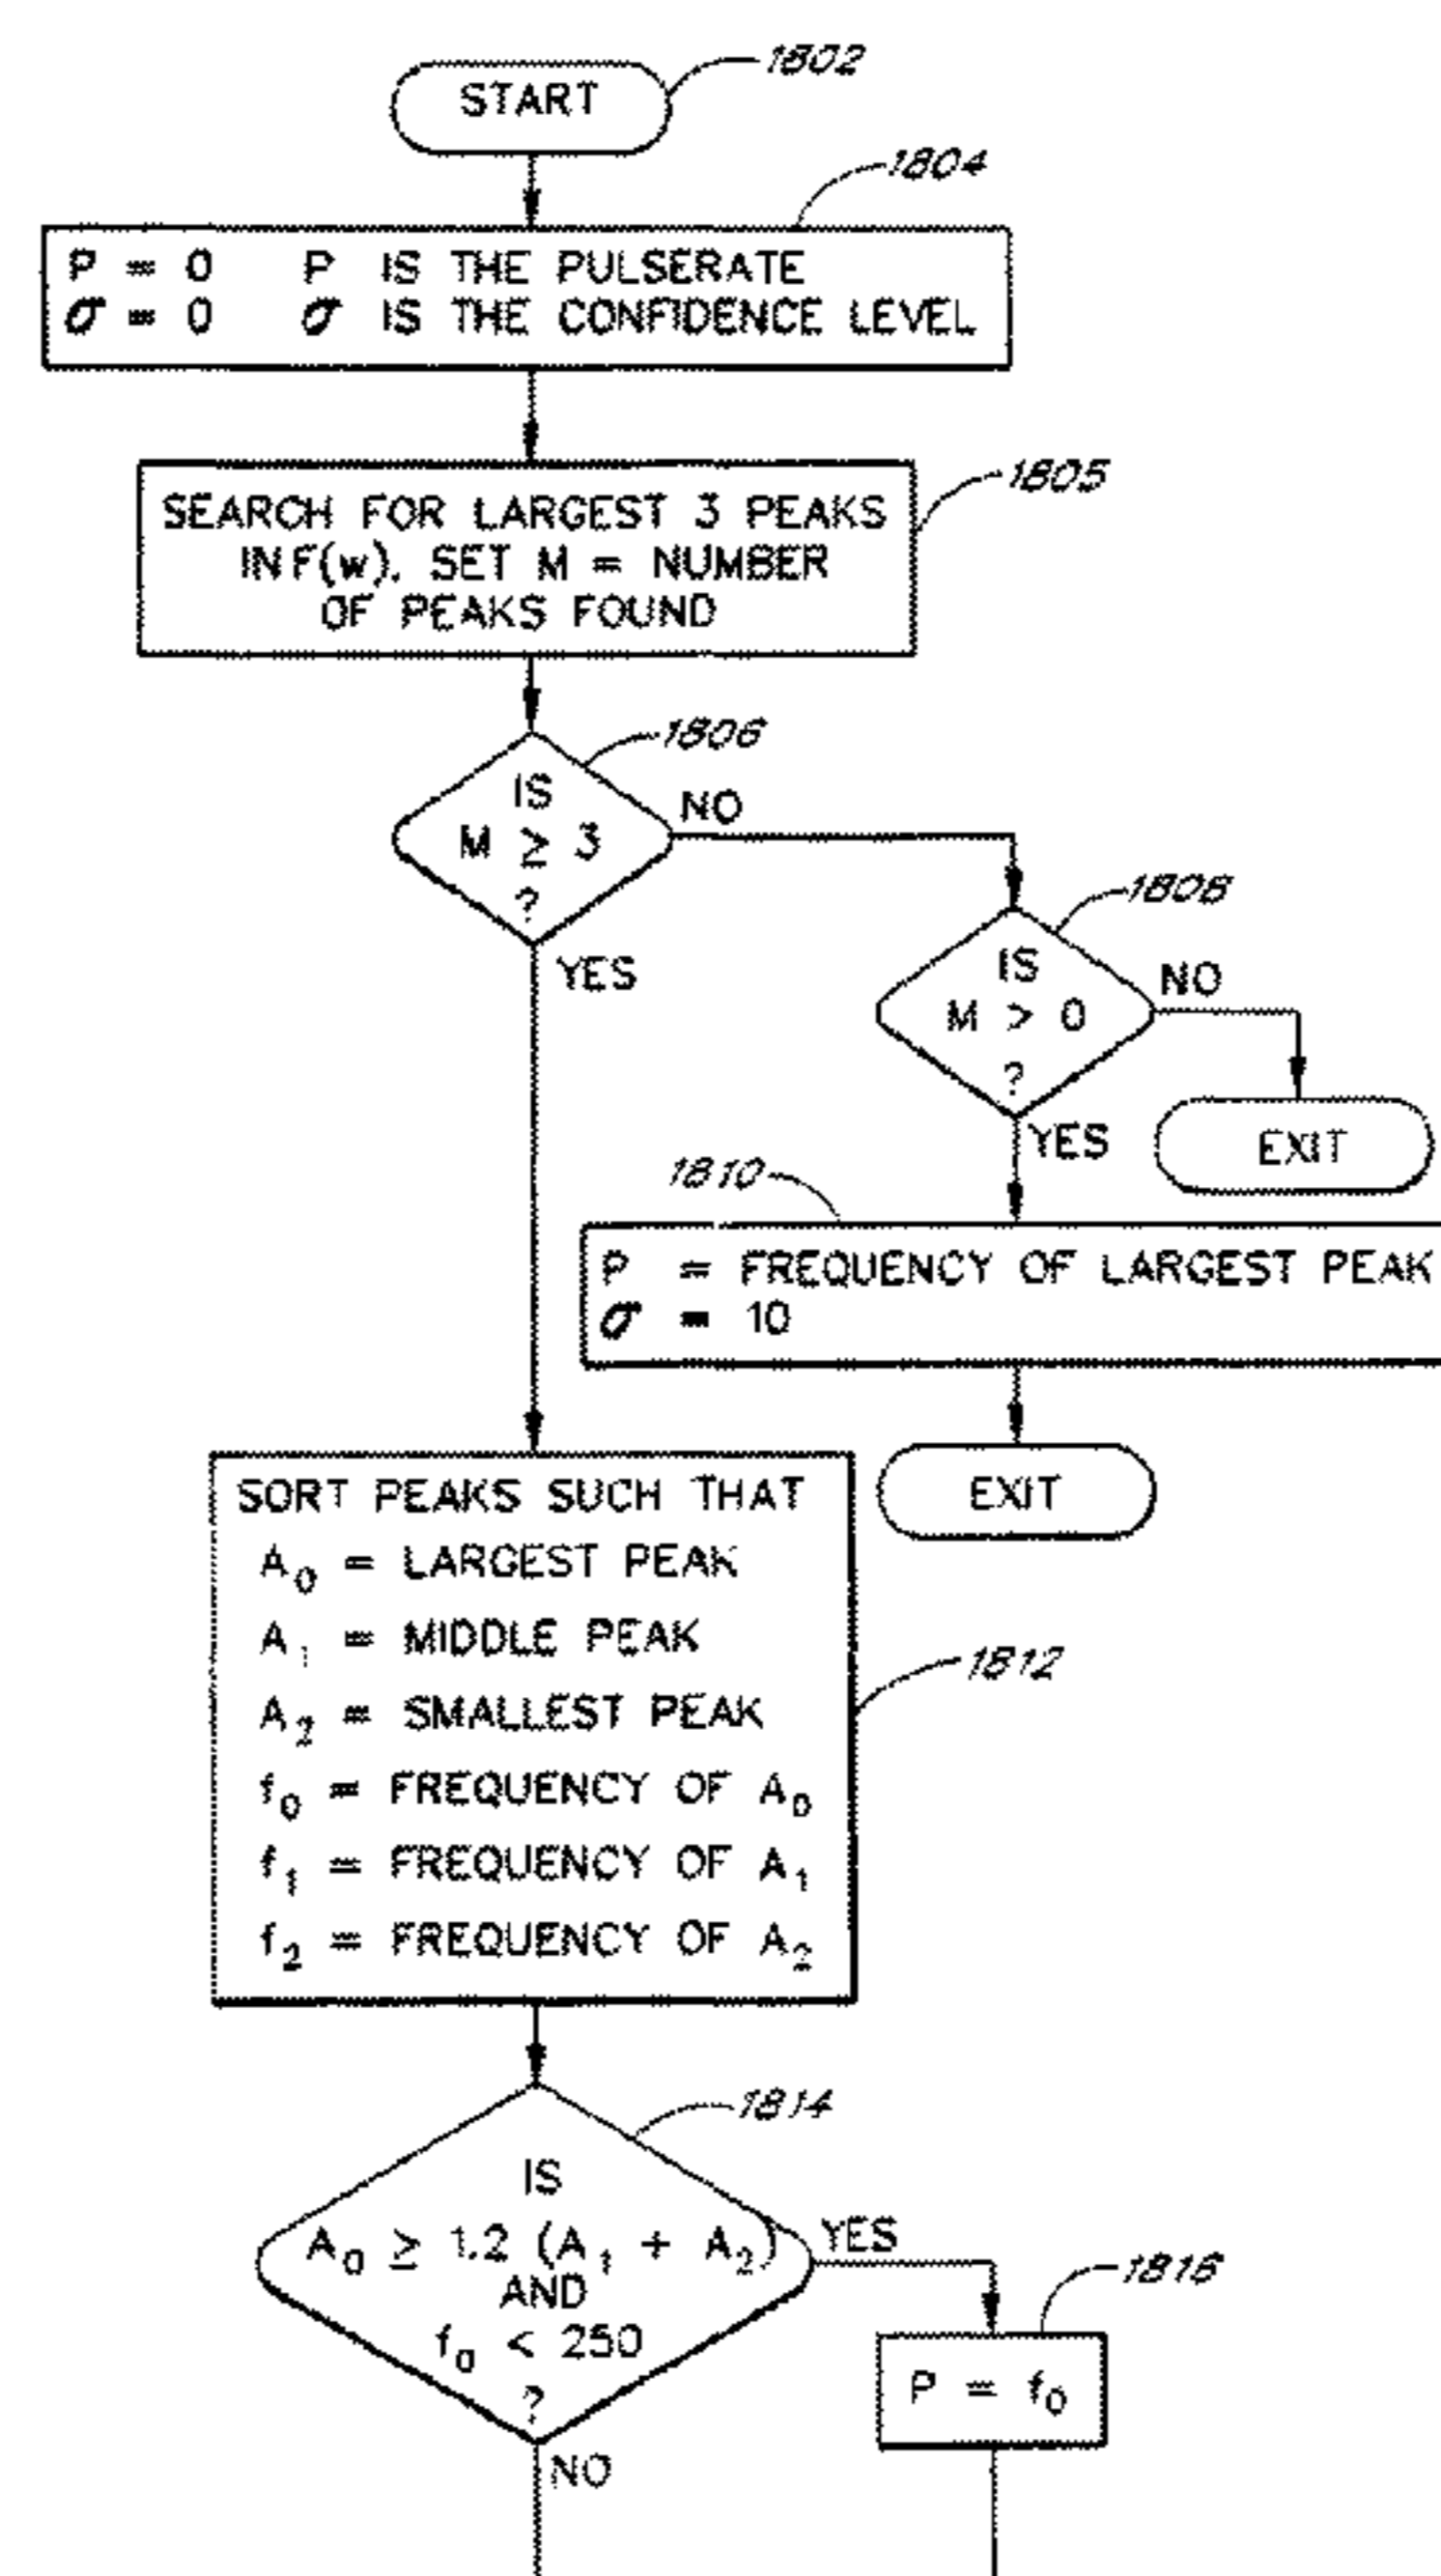 START
1802
1804
P = 0 P IS THE PULSERATE
σ = 0 σ IS THE CONFIDENCE LEVEL
1805
SEARCH FOR LARGEST 3 PEAKS
IN F(w). SET M = NUMBER
OF PEAKS FOUND
1806
IS
M ≥ 3
?
NO
YES
1808
IS
M > 0
?
NO
EXIT
YES
1810
P = FREQUENCY OF LARGEST PEAK
σ = 10
EXIT
SORT PEAKS SUCH THAT
A₀ = LARGEST PEAK
A₁ = MIDDLE PEAK
A₂ = SMALLEST PEAK
f₀ = FREQUENCY OF A₀
f₁ = FREQUENCY OF A₁
f₂ = FREQUENCY OF A₂
1812
1814
IS
A₀ ≥ 1.2 (A₁ + A₂)
AND
f₀ < 250
?
YES
1816
P = f₀
NO